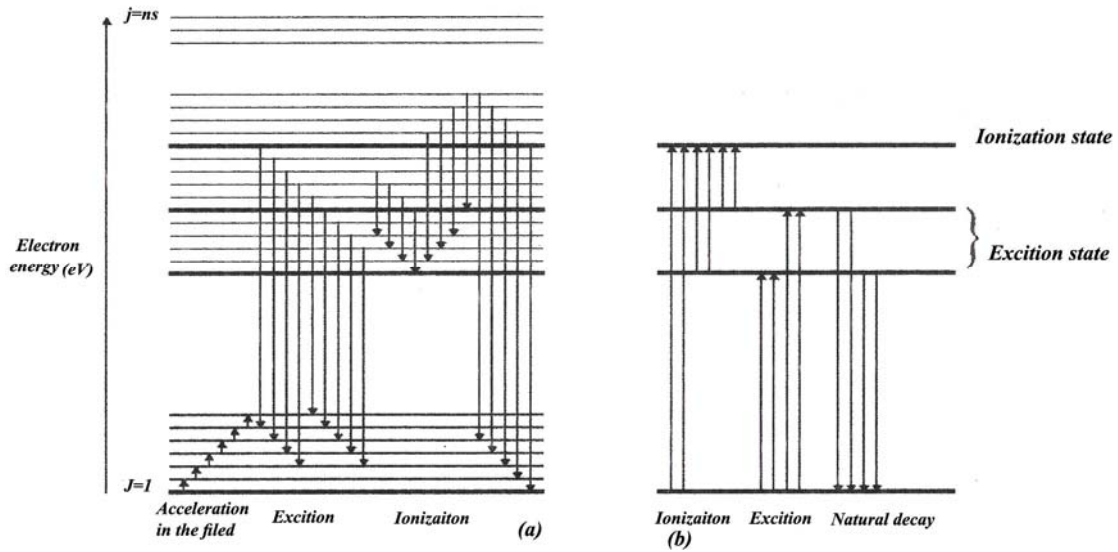 j=ns
Electron
energy (eV)
J=1
Acceleration
in the filed
Excition
Ionizaiton
(a)
Ionization state
Excition state
Ionizaiton
Excition
Natural decay
(b)